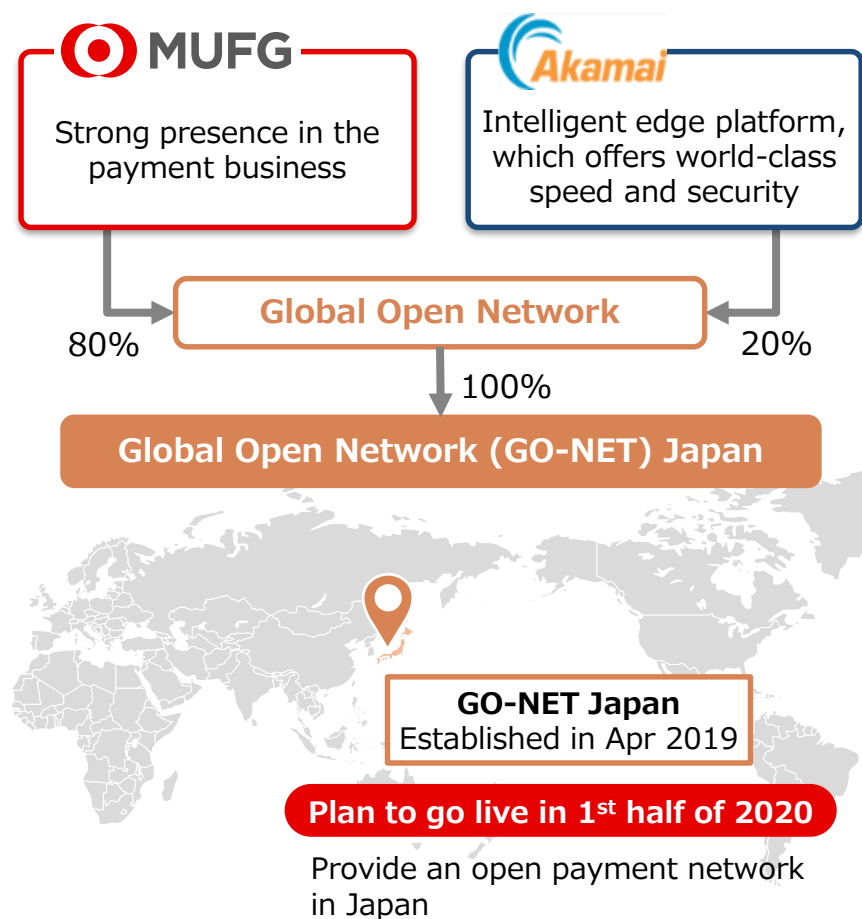 MUFG
Strong presence in the
payment business
Akamai
Intelligent edge platform,
which offers world-class
speed and security
Global Open Network
80%
20%
100%
Global Open Network (GO-NET) Japan
GO-NET Japan
Established in Apr 2019
Plan to go live in 1st half of 2020
Provide an open payment network
in Japan